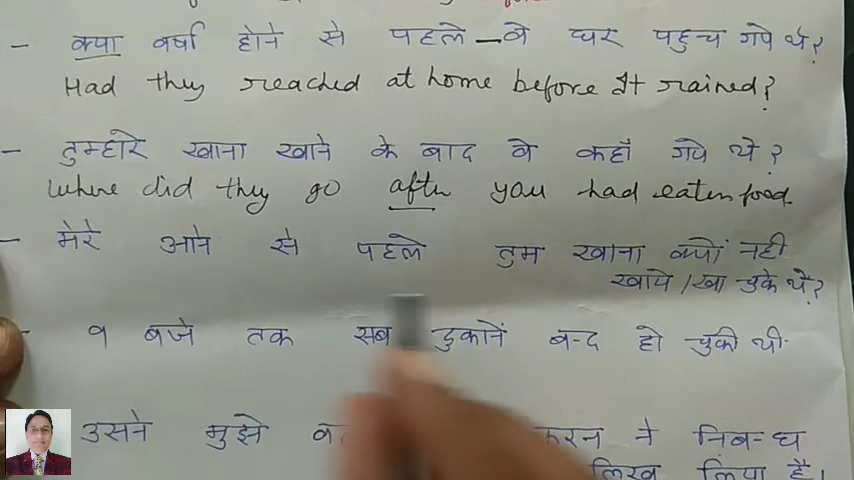 - क्या वर्षा होने से पहले - वे घर पहुच गये थे?
Had they reached at home before It rained?
- तुम्हारे खाना खाने के बाद वे कहाँ गये थे?
Where did they go after you had eaten food.
- मेरे आने से पहले तुम खाना क्यों नही
खाये / खा चुके थे?
- 9 बजे तक सब दुकानें बन्द हो चुकी थी.
उसने मुझे करन ने निबन्ध
लिख लिया है।